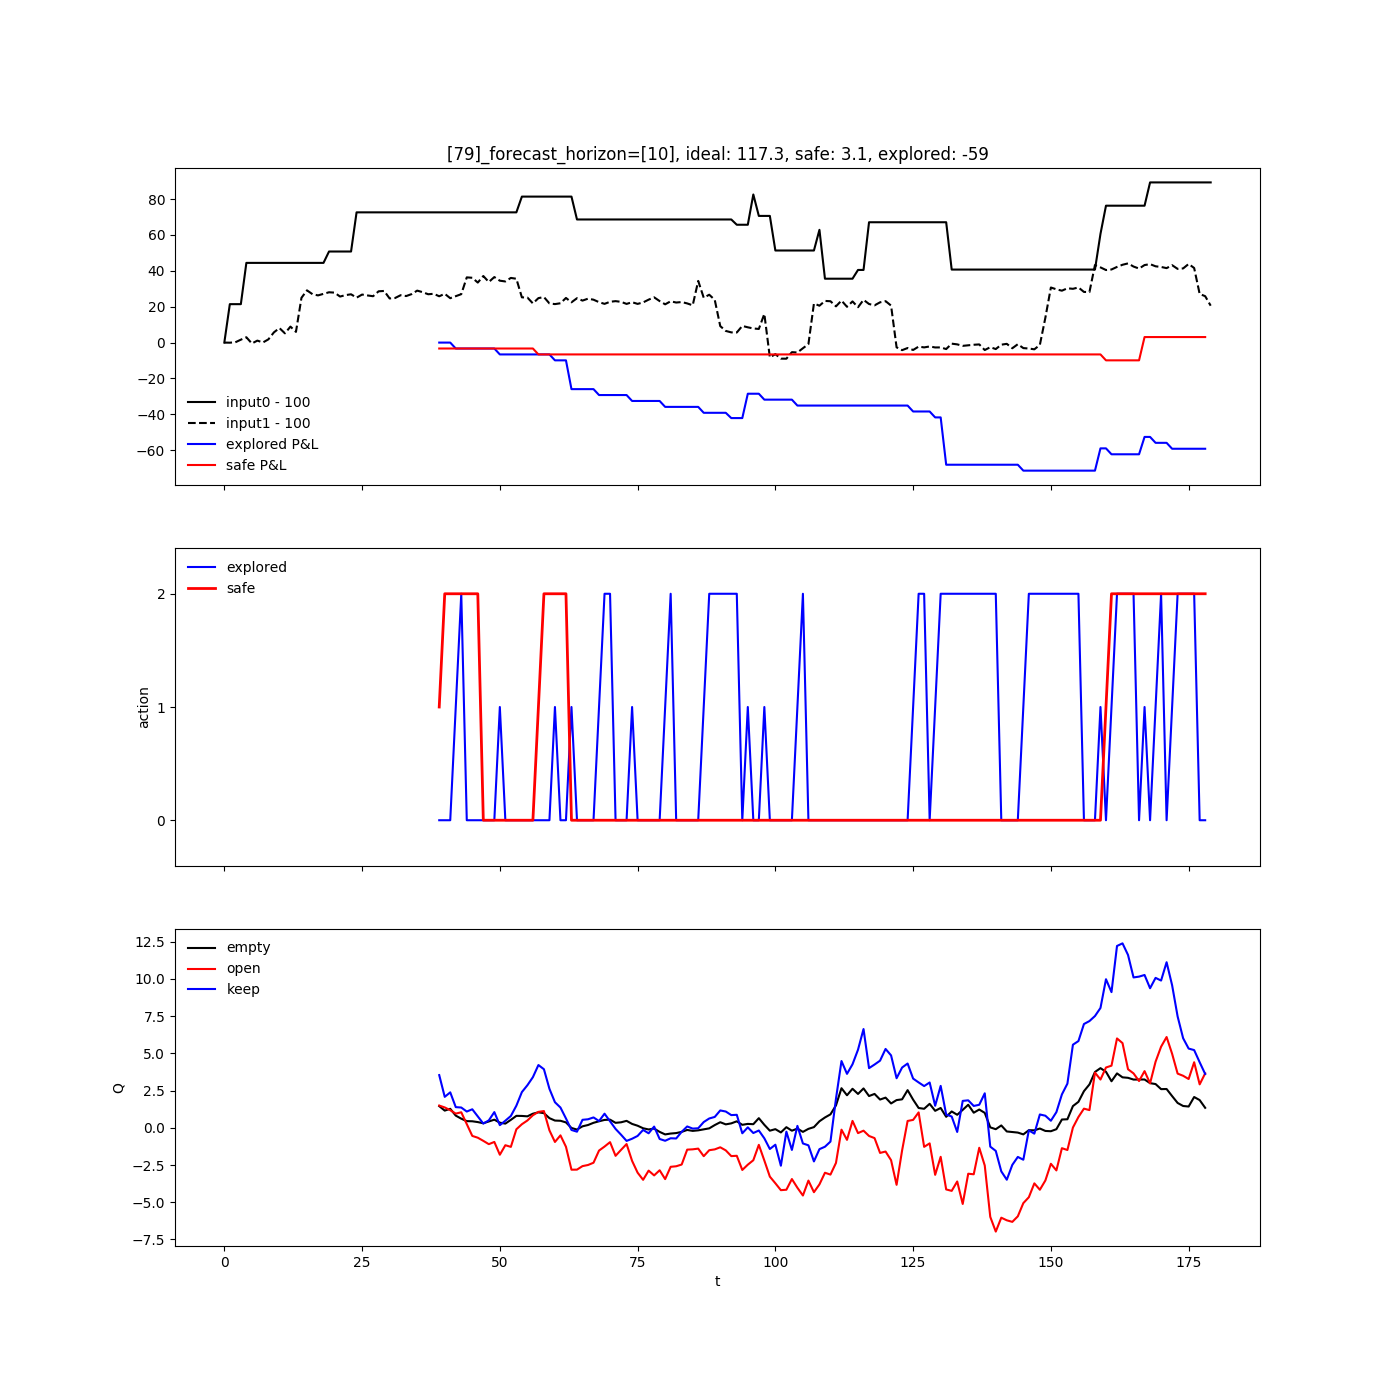 [79]_forecast_horizon=[10], ideal: 117.3, safe: 3.1, explored: -59
80
60
40
20
0
−20
−40
−60
input0 - 100
input1 - 100
explored P&L
safe P&L
explored
safe
2
1
0
action
empty
open
keep
12.5
10.0
7.5
5.0
2.5
0.0
−2.5
−5.0
−7.5
Q
0 25 50 75 100 125 150 175
t